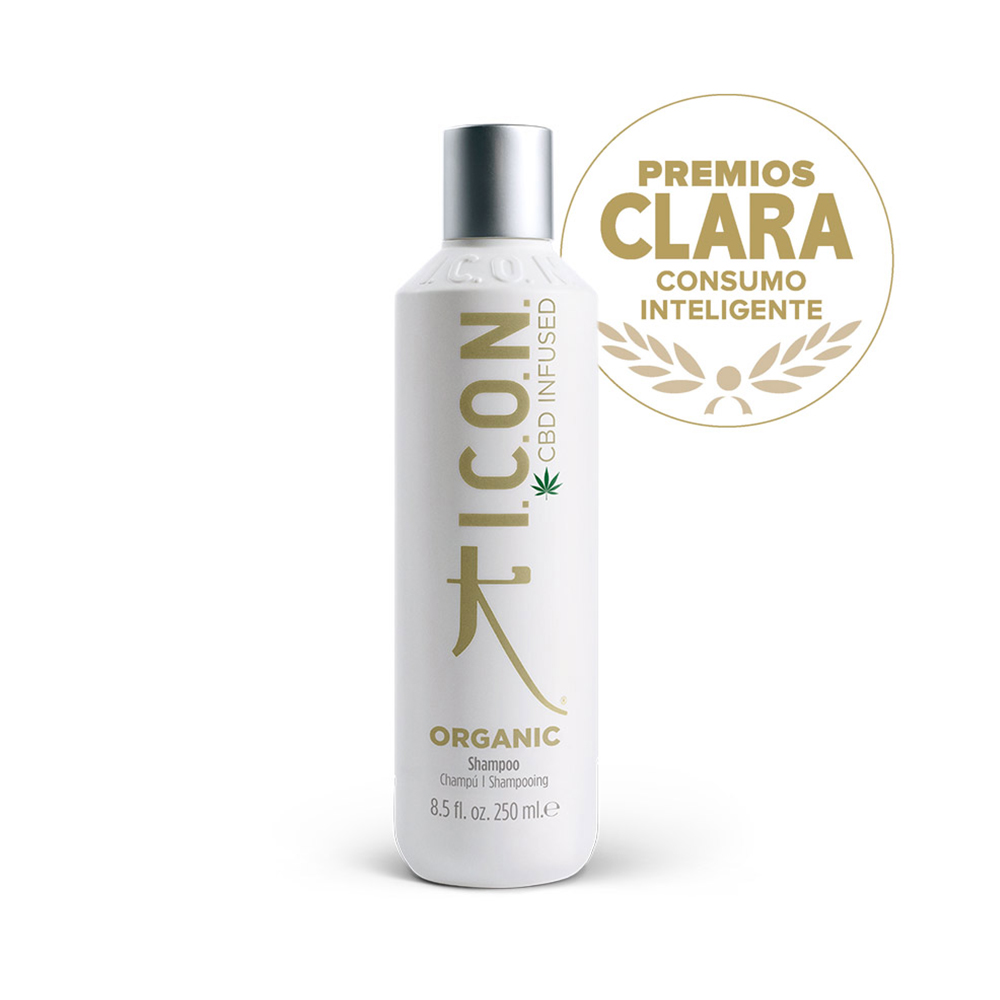 I.C.O.N.
I.C.O.N.
CBD INFUSED
®
ORGANIC
Shampoo
Champú | Shampooing
8.5 fl. oz. 250 ml.℮
PREMIOS
CLARA
CONSUMO
INTELIGENTE